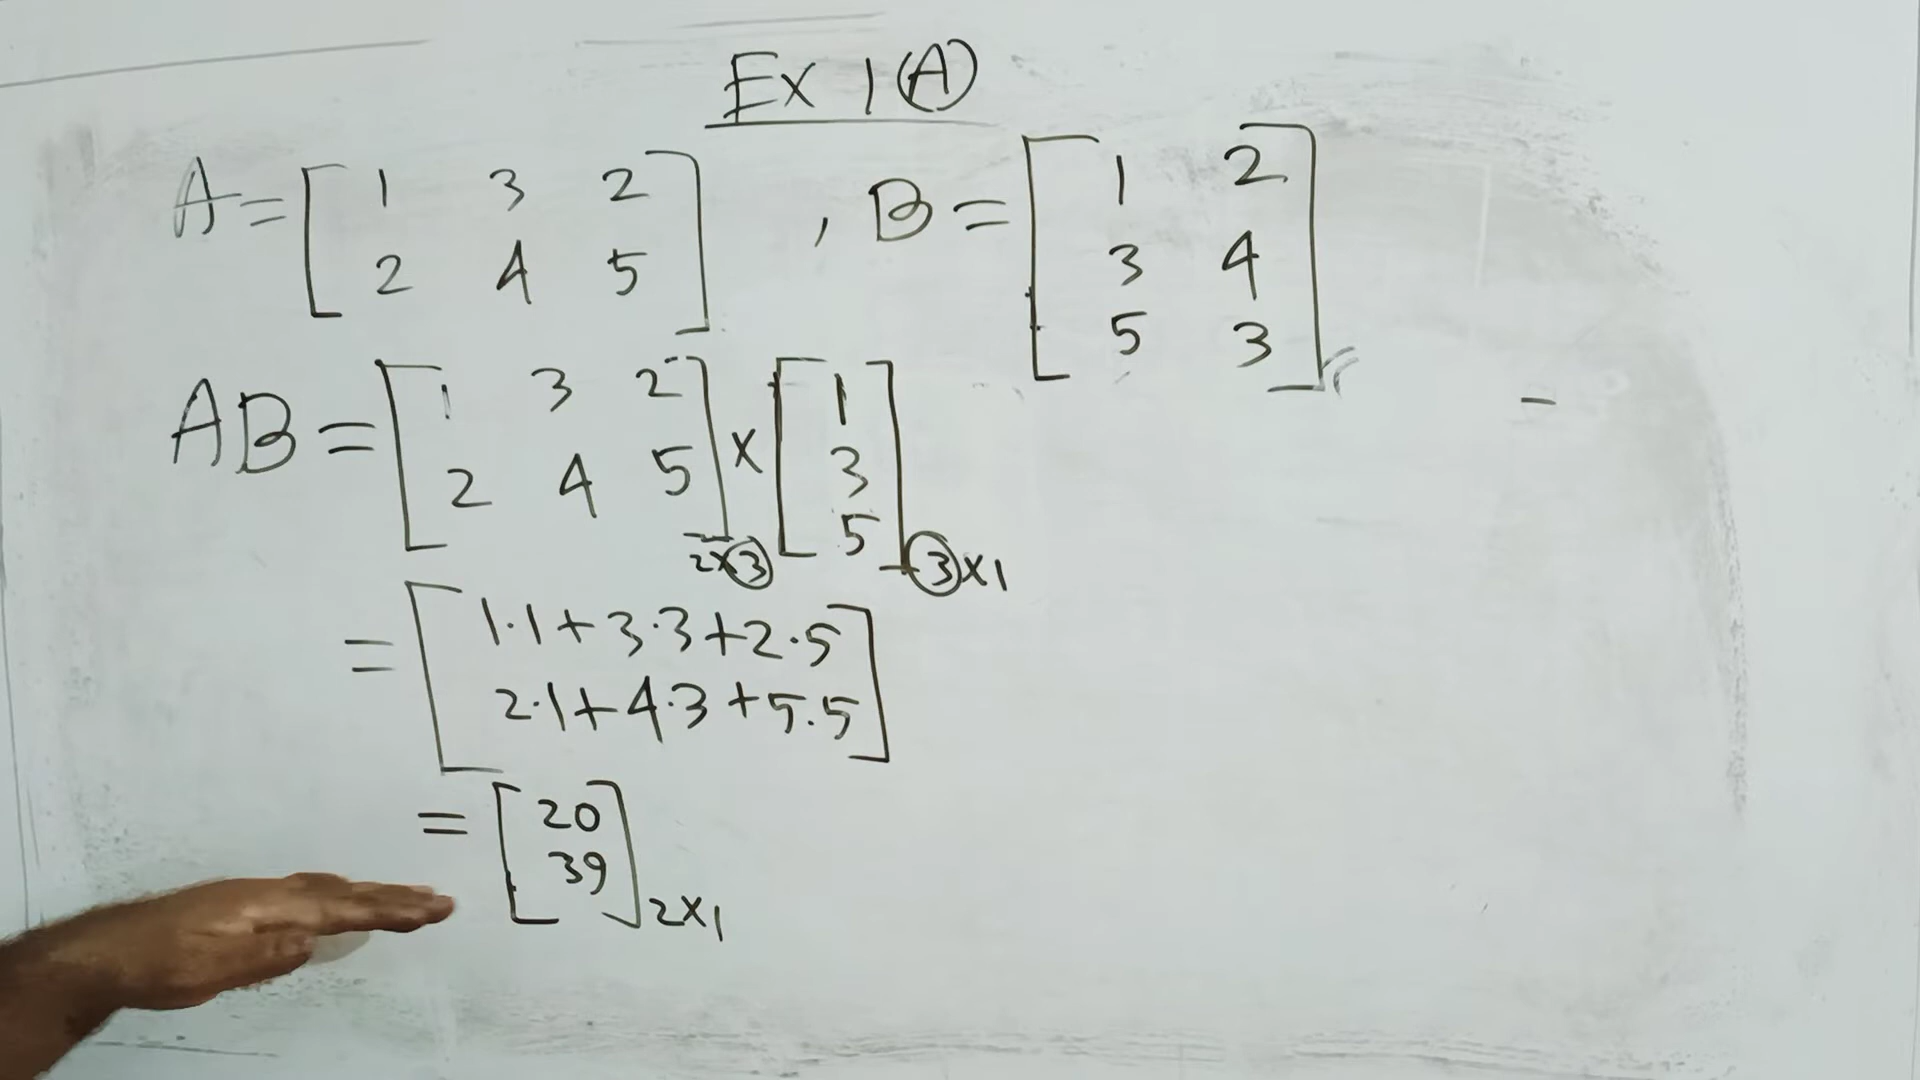 Ex 1(A)
A = [1 3 2
2 4 5] , B = [1 2
3 4
5 3]
AB = [1 3 2
2 4 5]2x3 x [1
3
5]3x1
= [1·1+3·3+2·5
2·1+4·3+5.5]
= [20
39]2x1